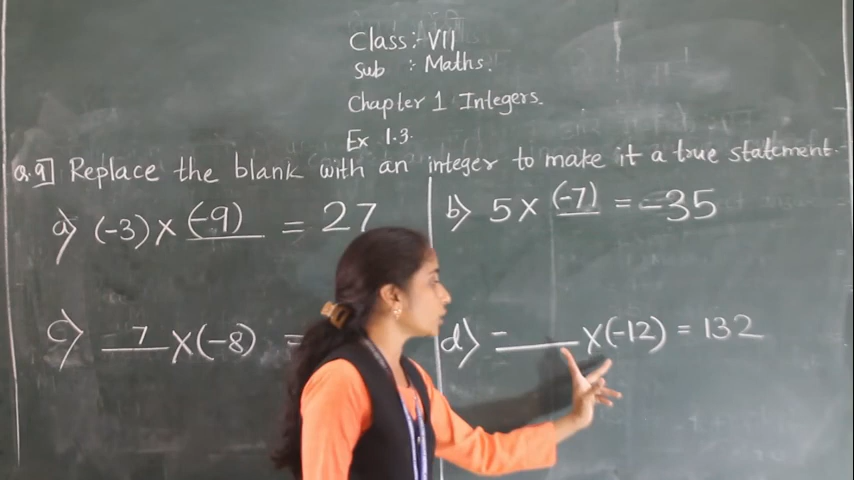 Class:- VII
Sub : Maths.
Chapter 1 Integers.
Ex 1.3.
Q.9] Replace the blank with an integer to make it a true statement.
a) (-3) × (-9) = 27
b) 5 × (-7) = -35
c) 7 × (-8) =
d) -____ × (-12) = 132